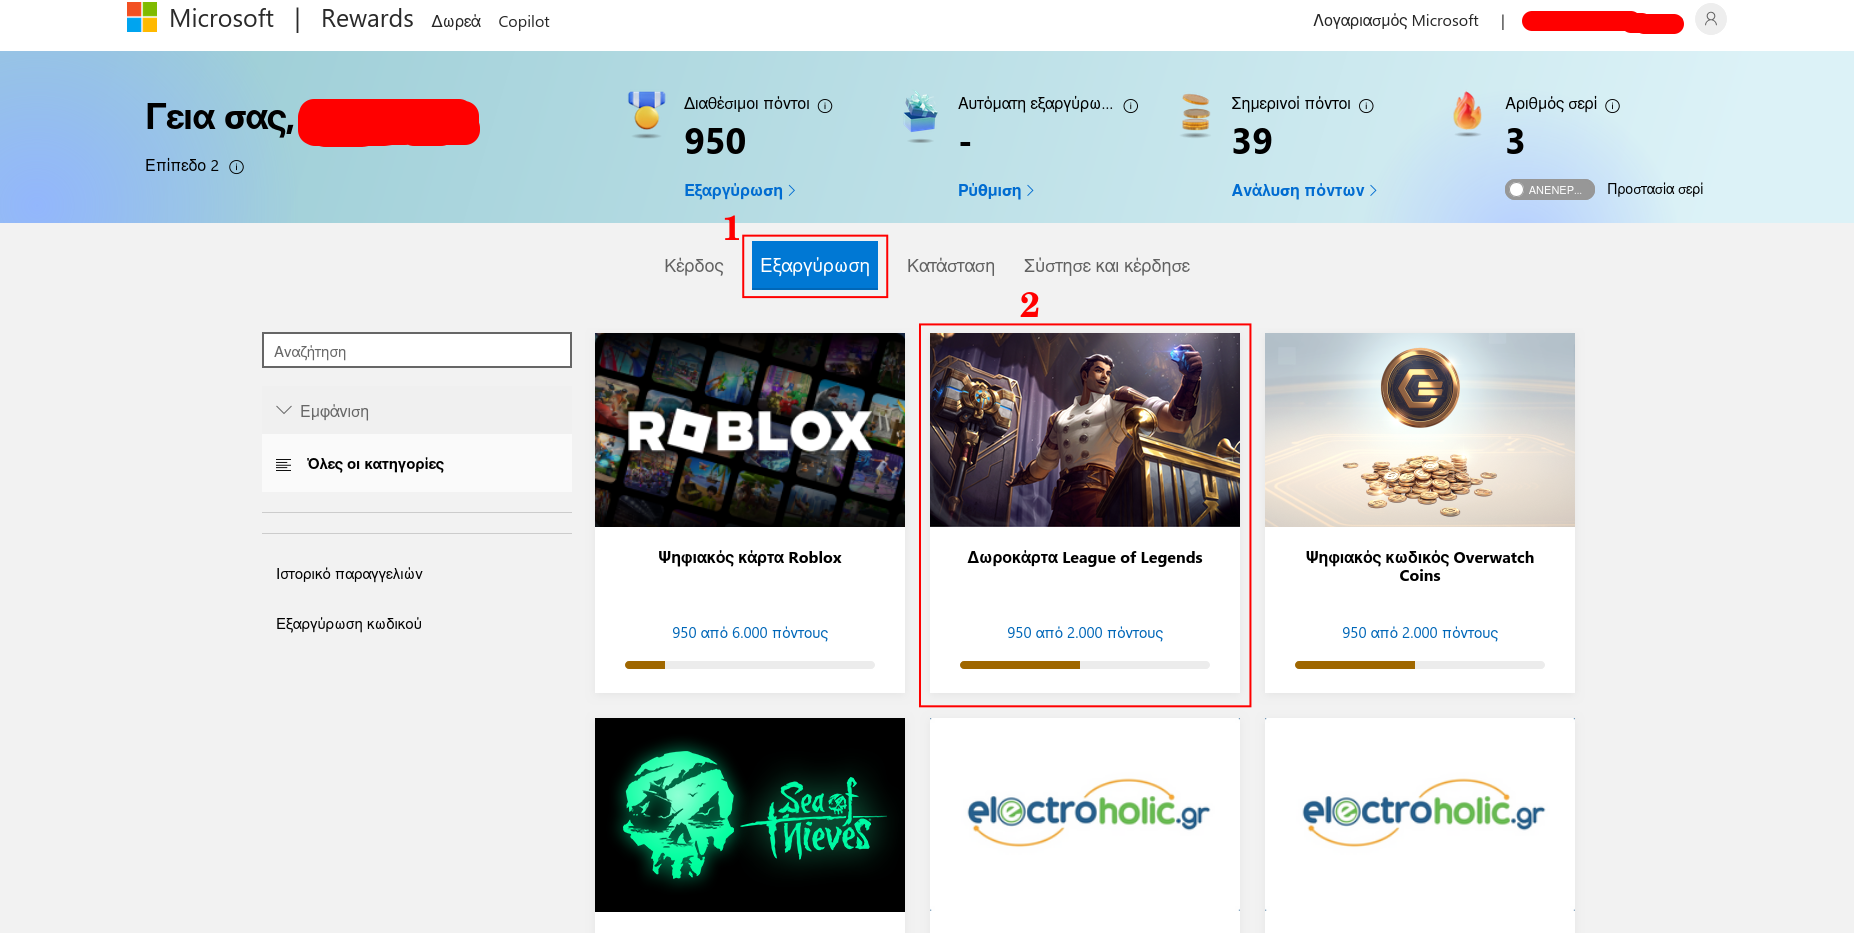 Microsoft | Rewards Δωρεά Copilot Λογαριασμός Microsoft |
Γεια σας,
Επίπεδο 2
Διαθέσιμοι πόντοι
950
Εξαργύρωση
Αυτόματη εξαργύρω...
-
Ρύθμιση
Σημερινοί πόντοι
39
Ανάλυση πόντων
Αριθμός σερί
3
ΑΝΕΝΕΡ... Προστασία σερί
1
Κέρδος Εξαργύρωση Κατάσταση Σύστησε και κέρδησε
2
Αναζήτηση
Εμφάνιση
Όλες οι κατηγορίες
Ιστορικό παραγγελιών
Εξαργύρωση κωδικού
ROBLOX
Ψηφιακός κάρτα Roblox
950 από 6.000 πόντους
Δωροκάρτα League of Legends
950 από 2.000 πόντους
Ψηφιακός κωδικός Overwatch
Coins
950 από 2.000 πόντους
Sea of
Thieves
electroholic.gr
electroholic.gr